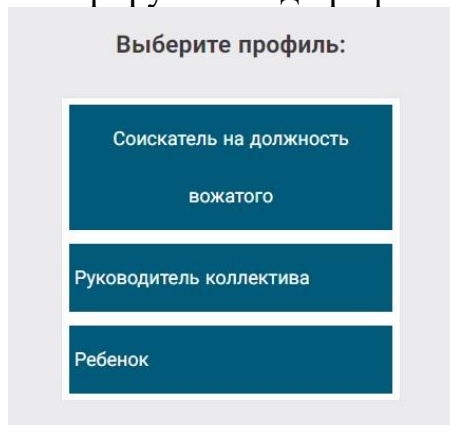 Выберите профиль:
Соискатель на должность
вожатого
Руководитель коллектива
Ребенок